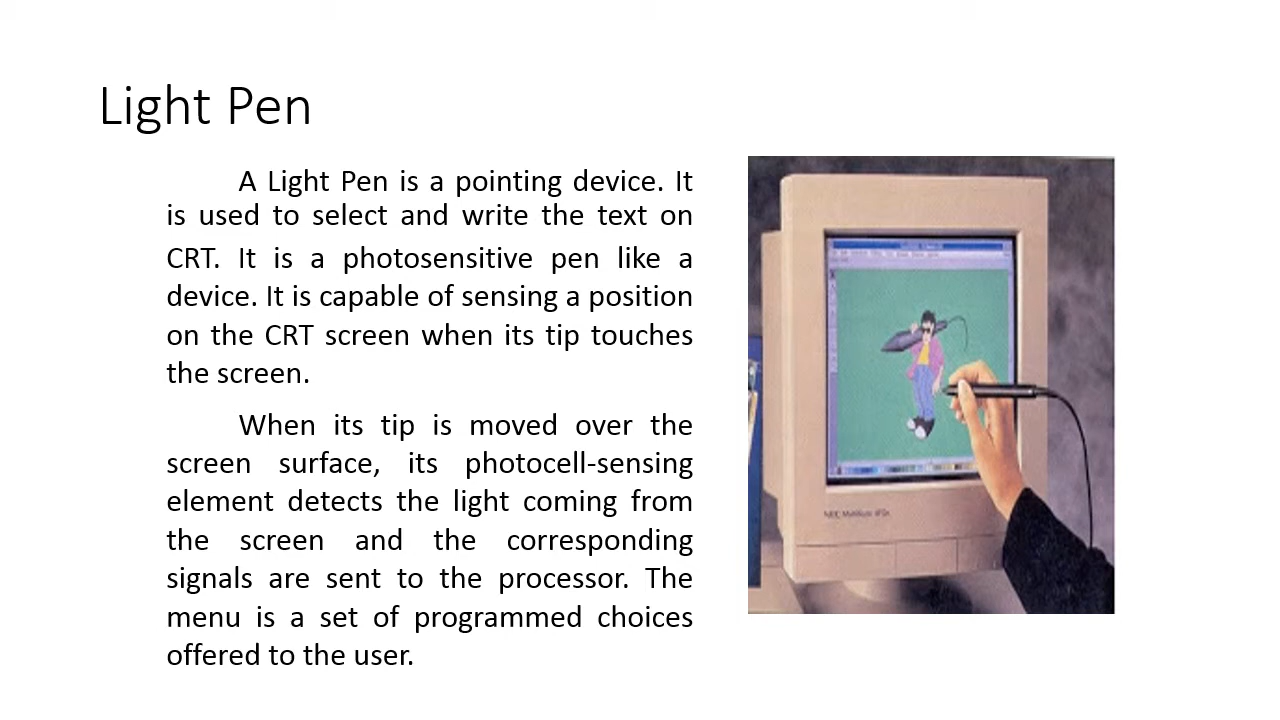 Light Pen
A Light Pen is a pointing device. It
is used to select and write the text on
CRT. It is a photosensitive pen like a
device. It is capable of sensing a position
on the CRT screen when its tip touches
the screen.
When its tip is moved over the
screen surface, its photocell-sensing
element detects the light coming from
the screen and the corresponding
signals are sent to the processor. The
menu is a set of programmed choices
offered to the user.
NEC